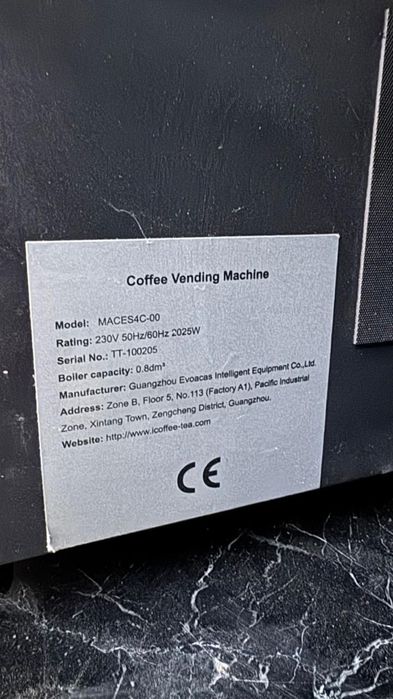 Coffee Vending Machine
Model: MACES4C-00
Rating: 230V 50Hz/60Hz 2025W
Serial No.: TT-100205
Boiler capacity: 0.8dm³
Manufacturer: Guangzhou Evoacas Intelligent Equipment Co.,Ltd.
Address: Zone B, Floor 5, No.113 (Factory A1), Pacific Industrial
Zone, Xintang Town, Zengcheng District, Guangzhou.
Website: http://www.icoffee-tea.com
CE